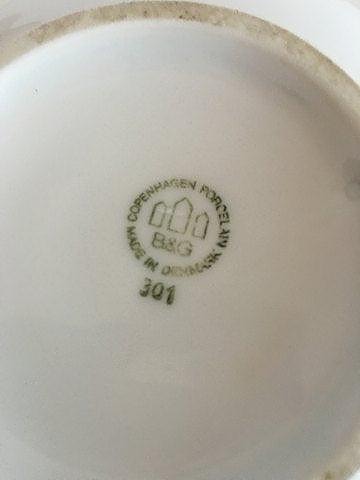 COPENHAGEN PORCELAIN
B&G
MADE IN DENMARK
301